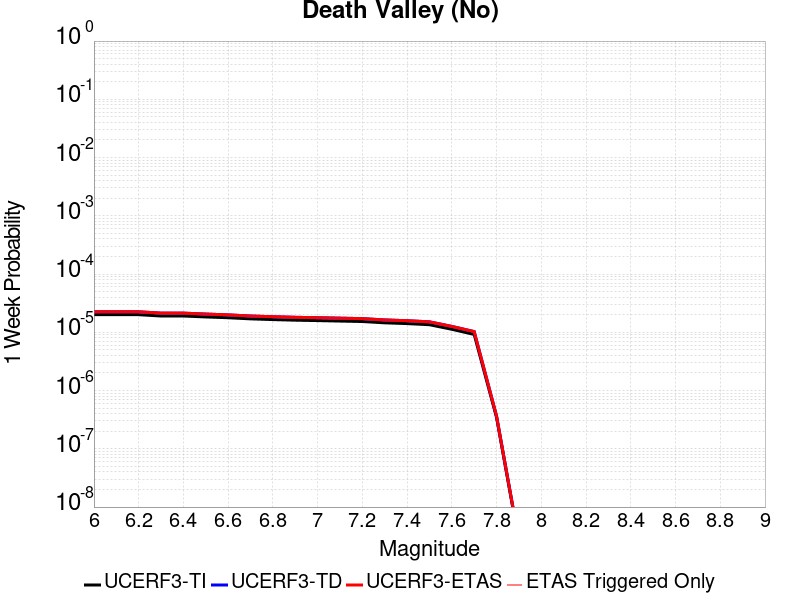 Death Valley (No)
10^0
10^-1
10^-2
10^-3
10^-4
10^-5
10^-6
10^-7
10^-8
1 Week Probability
6 6.2 6.4 6.6 6.8 7 7.2 7.4 7.6 7.8 8 8.2 8.4 8.6 8.8 9
Magnitude
UCERF3-TI UCERF3-TD UCERF3-ETAS ETAS Triggered Only